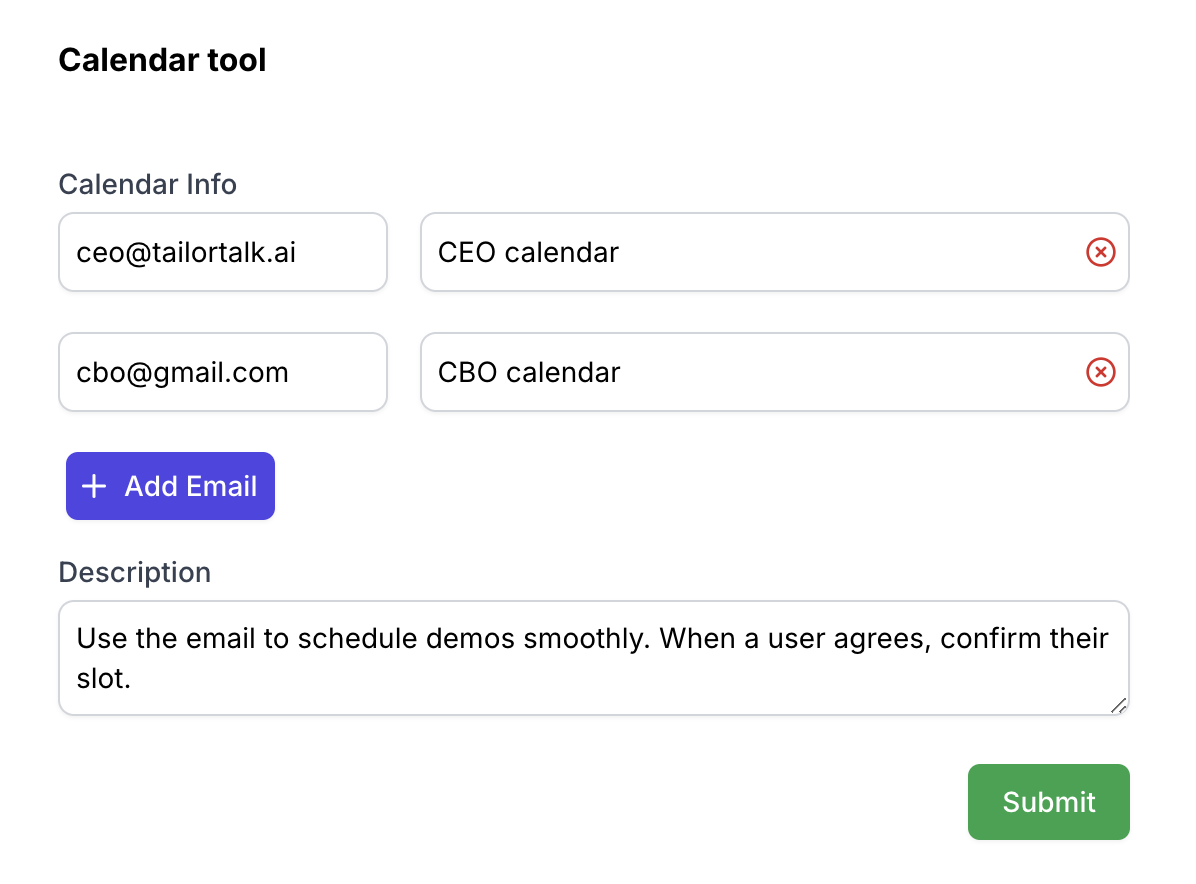 Calendar tool
Calendar Info
ceo@tailortalk.ai
CEO calendar
cbo@gmail.com
CBO calendar
+ Add Email
Description
Use the email to schedule demos smoothly. When a user agrees, confirm their
slot.
Submit